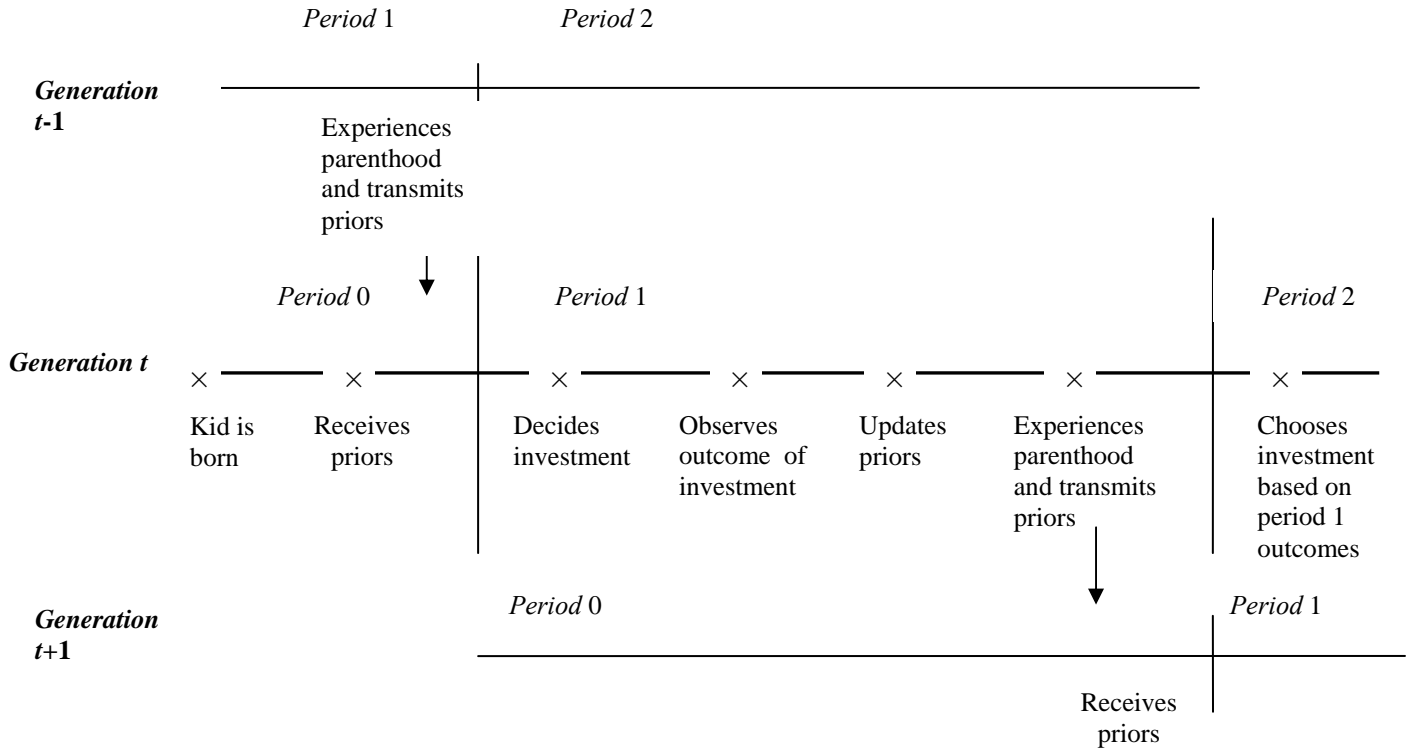 Period 1
Period 2
Generation
t-1
Experiences
parenthood
and transmits
priors
Period 0
Period 1
Period 2
Generation t
× × × × × × ×
Kid is
born
Receives
priors
Decides
investment
Observes
outcome of
investment
Updates
priors
Experiences
parenthood
and transmits
priors
Chooses
investment
based on
period 1
outcomes
Generation
t+1
Period 0
Period 1
Receives
priors